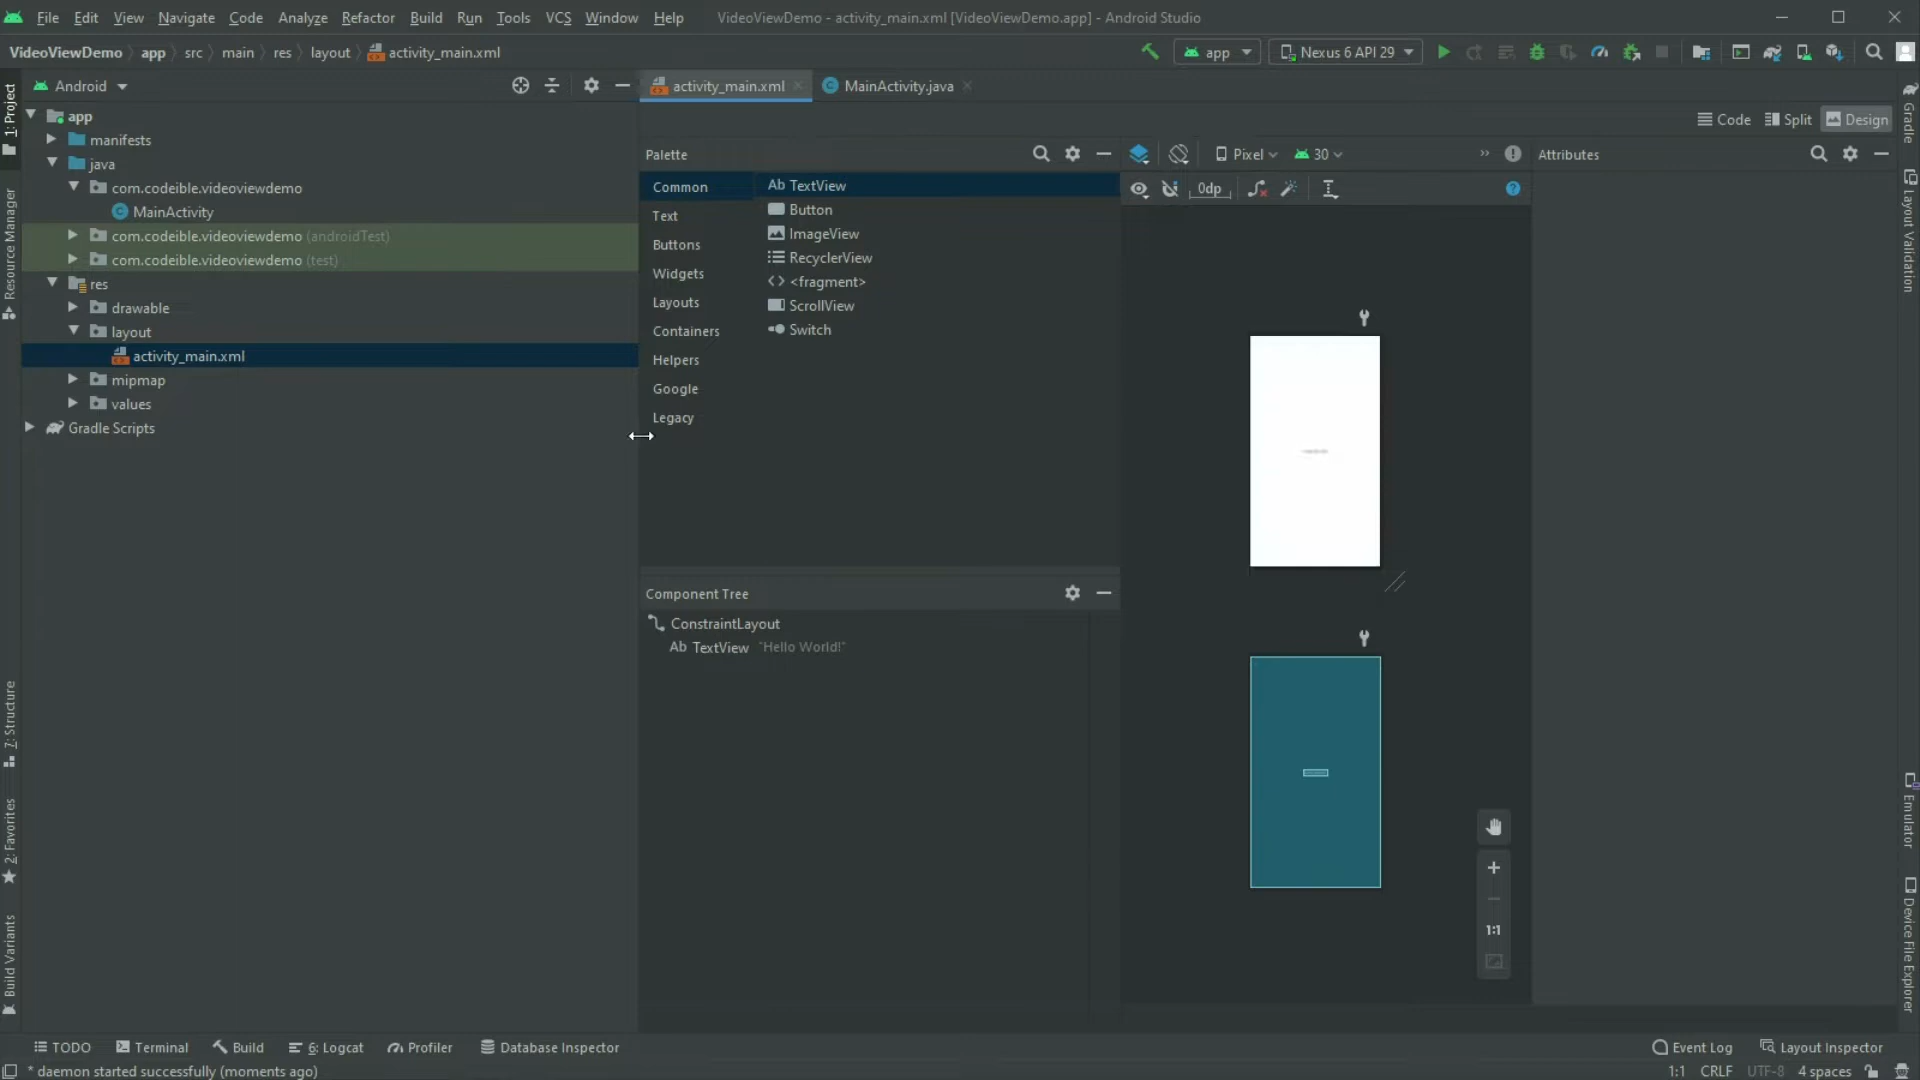 File Edit View Navigate Code Analyze Refactor Build Run Tools VCS Window Help VideoViewDemo - activity_main.xml [VideoViewDemo.app] - Android Studio
VideoViewDemo app src main res layout activity_main.xml app Nexus 6 API 29
Android
activity_main.xml MainActivity.java
Code Split Design
app
manifests
java
com.codeible.videoviewdemo
MainActivity
com.codeible.videoviewdemo (androidTest)
com.codeible.videoviewdemo (test)
res
drawable
layout
activity_main.xml
mipmap
values
Gradle Scripts
Palette
Common
Text
Buttons
Widgets
Layouts
Containers
Helpers
Google
Legacy
Ab TextView
Button
ImageView
RecyclerView
<fragment>
ScrollView
Switch
Component Tree
ConstraintLayout
Ab TextView "Hello World!"
Pixel 30
0dp
1:1
Attributes
1: Project
Resource Manager
7: Structure
2: Favorites
Build Variants
Gradle
Layout Validation
Emulator
Device File Explorer
TODO Terminal Build 6: Logcat Profiler Database Inspector Event Log Layout Inspector
* daemon started successfully (moments ago) 1:1 CRLF UTF-8 4 spaces